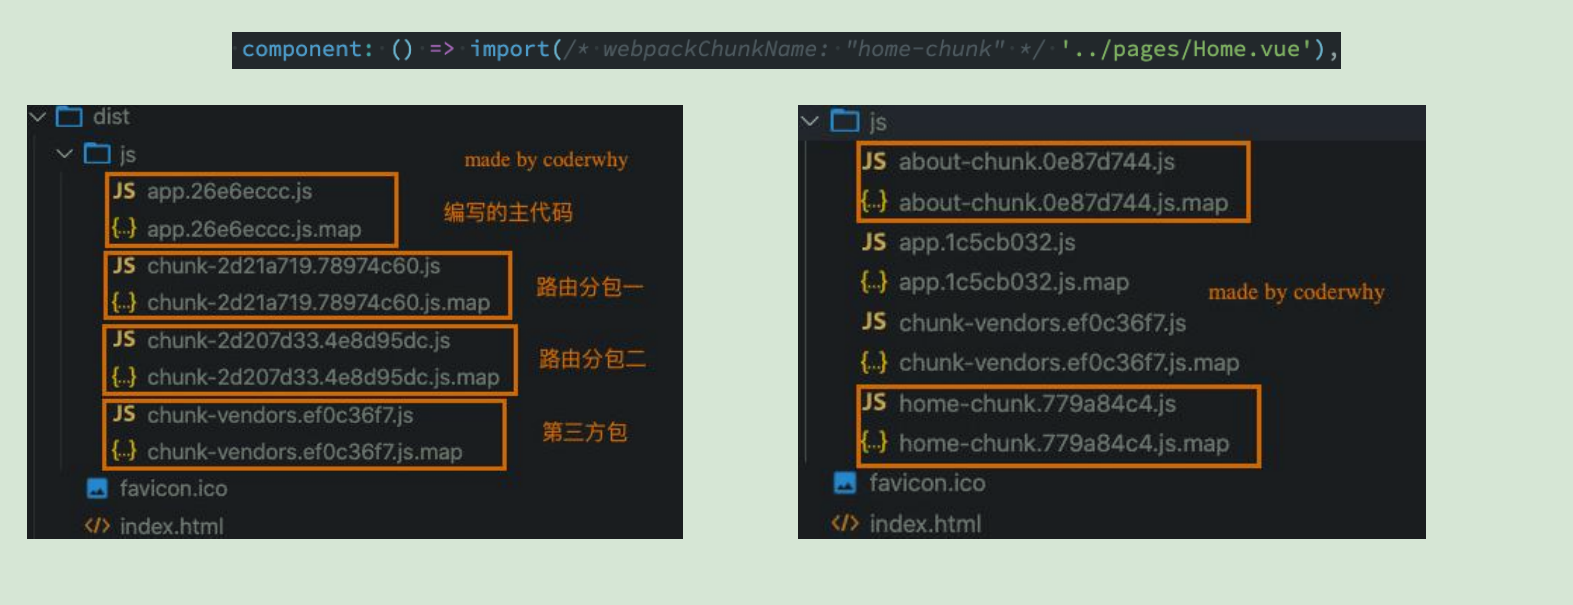 component: () => import(/* webpackChunkName: "home-chunk" */ '../pages/Home.vue'),
dist
js
made by coderwhy
JS app.26e6eccc.js
编写的主代码
{..} app.26e6eccc.js.map
JS chunk-2d21a719.78974c60.js
路由分包一
{..} chunk-2d21a719.78974c60.js.map
JS chunk-2d207d33.4e8d95dc.js
路由分包二
{..} chunk-2d207d33.4e8d95dc.js.map
JS chunk-vendors.ef0c36f7.js
第三方包
{..} chunk-vendors.ef0c36f7.js.map
favicon.ico
</> index.html
js
JS about-chunk.0e87d744.js
{..} about-chunk.0e87d744.js.map
JS app.1c5cb032.js
{..} app.1c5cb032.js.map
made by coderwhy
JS chunk-vendors.ef0c36f7.js
{..} chunk-vendors.ef0c36f7.js.map
JS home-chunk.779a84c4.js
{..} home-chunk.779a84c4.js.map
favicon.ico
</> index.html